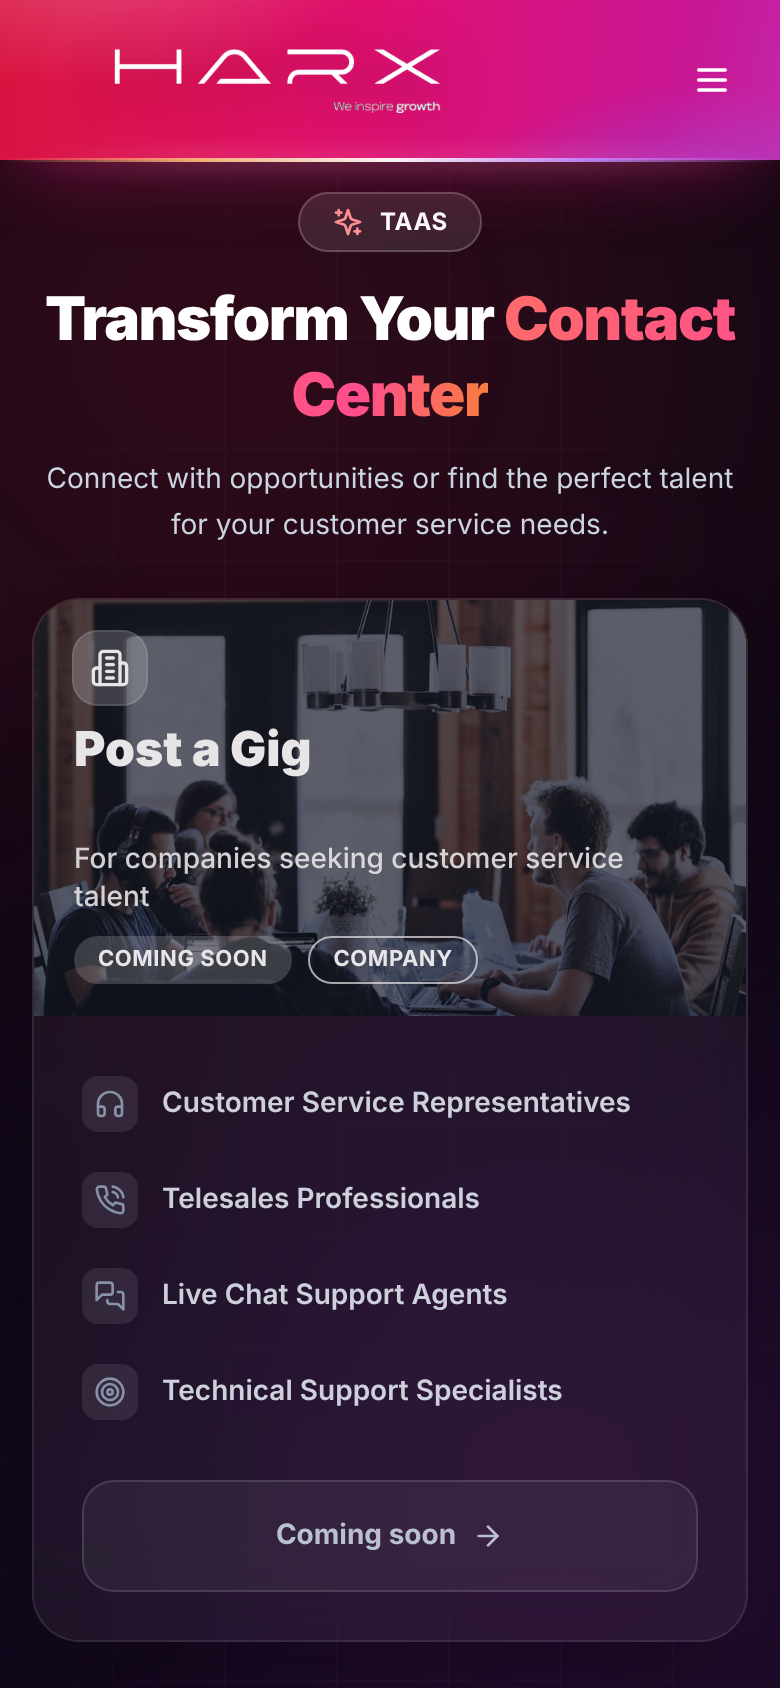 HARX
We inspire growth
TAAS
Transform Your Contact
Center
Connect with opportunities or find the perfect talent
for your customer service needs.
Post a Gig
For companies seeking customer service
talent
COMING SOON
COMPANY
Customer Service Representatives
Telesales Professionals
Live Chat Support Agents
Technical Support Specialists
Coming soon